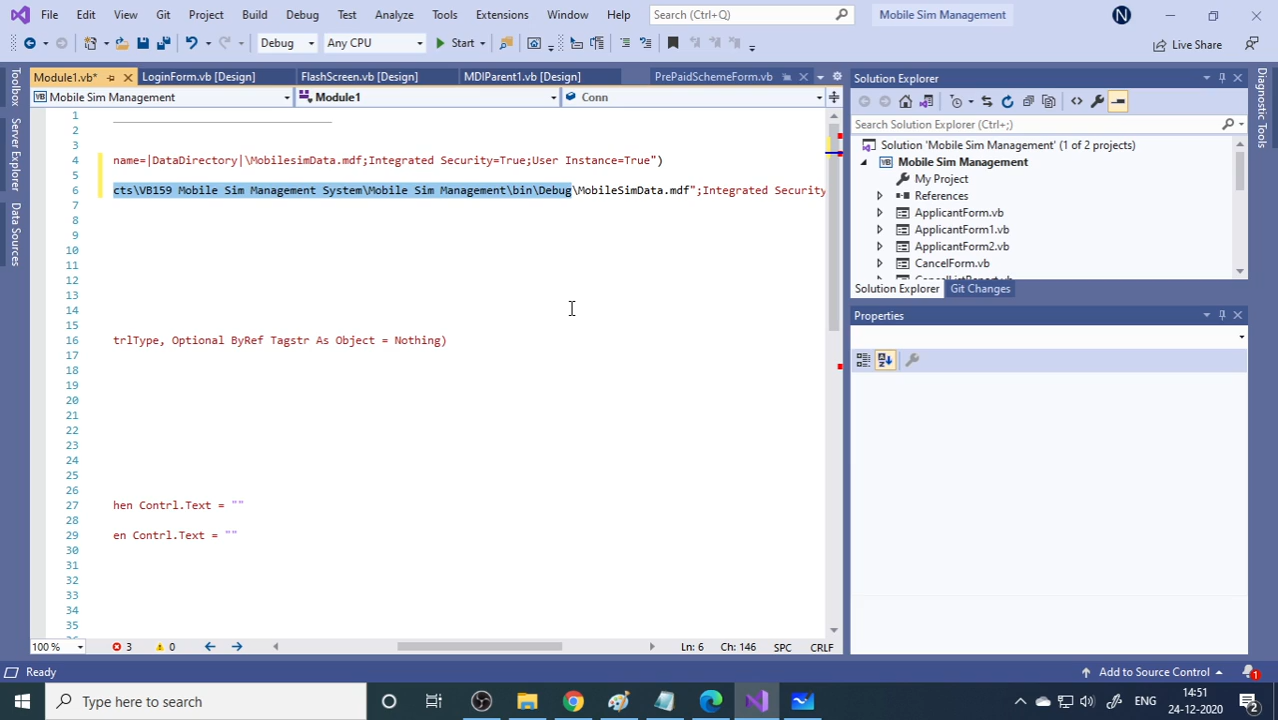 File Edit View Git Project Build Debug Test Analyze Tools Extensions Window Help Search (Ctrl+Q) Mobile Sim Management N
Debug Any CPU Start Live Share
Module1.vb* LoginForm.vb [Design] FlashScreen.vb [Design] MDIParent1.vb [Design] PrePaidSchemeForm.vb
Mobile Sim Management Module1 Conn
Toolbox
Server Explorer
Data Sources
1
2
3
4 name=|DataDirectory|\MobilesimData.mdf;Integrated Security=True;User Instance=True")
5
6 cts\VB159 Mobile Sim Management System\Mobile Sim Management\bin\Debug\MobileSimData.mdf";Integrated Security
7
8
9
10
11
12
13
14
15
16 trlType, Optional ByRef Tagstr As Object = Nothing)
17
18
19
20
21
22
23
24
25
26
27 hen Contrl.Text = ""
28
29 en Contrl.Text = ""
30
31
32
33
34
35
100 % 3 0 Ln: 6 Ch: 146 SPC CRLF
Solution Explorer
Search Solution Explorer (Ctrl+;)
Solution 'Mobile Sim Management' (1 of 2 projects)
Mobile Sim Management
My Project
References
ApplicantForm.vb
ApplicantForm1.vb
ApplicantForm2.vb
CancelForm.vb
CancelListReport.vb
Solution Explorer Git Changes
Properties
Diagnostic Tools
Ready Add to Source Control 1
Type here to search ENG 14:51
24-12-2020 2